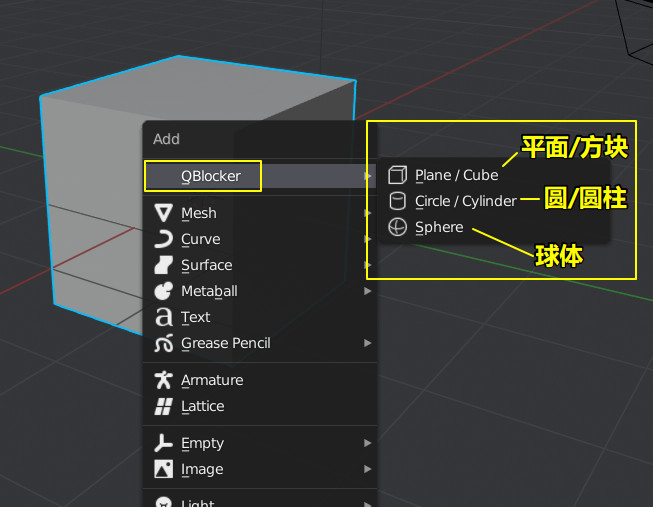 Add
QBlocker
Mesh
Curve
Surface
Metaball
Text
Grease Pencil
Armature
Lattice
Empty
Image
Light
Plane / Cube
Circle / Cylinder
Sphere
平面/方块
圆/圆柱
球体